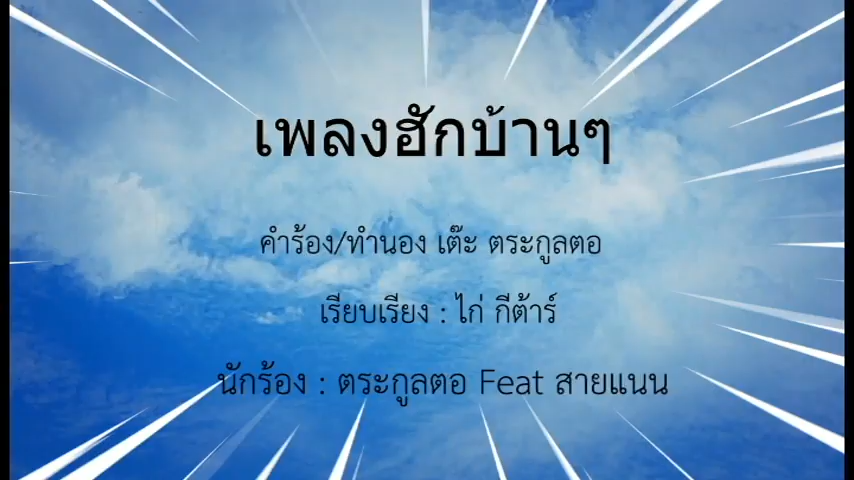 เพลงฮักบ้านๆ
คำร้อง/ทำนอง เต๊ะ ตระกูลตอ
เรียบเรียง : ไก่ กีต้าร์
นักร้อง : ตระกูลตอ Feat สายแนน